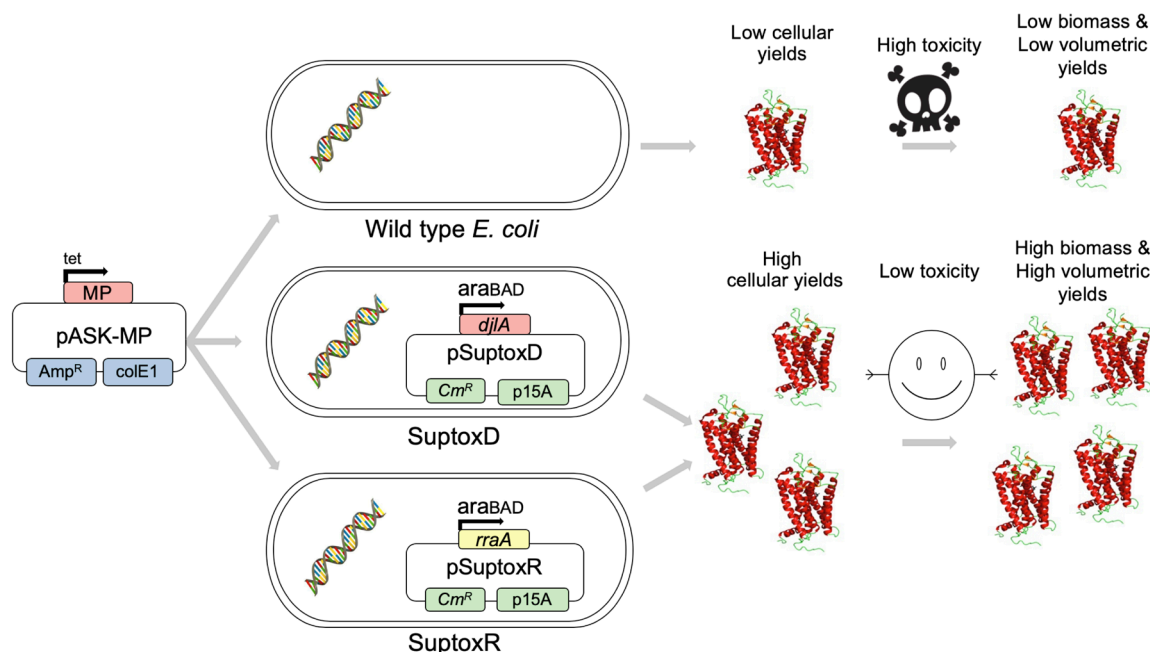 Low cellular
yields
High toxicity
Low biomass &
Low volumetric
yields
Wild type E. coli
tet
MP
pASK-MP
Amp^R
colE1
araBAD
djlA
pSuptoxD
Cm^R
p15A
SuptoxD
High
cellular yields
Low toxicity
High biomass &
High volumetric
yields
araBAD
rraA
pSuptoxR
Cm^R
p15A
SuptoxR